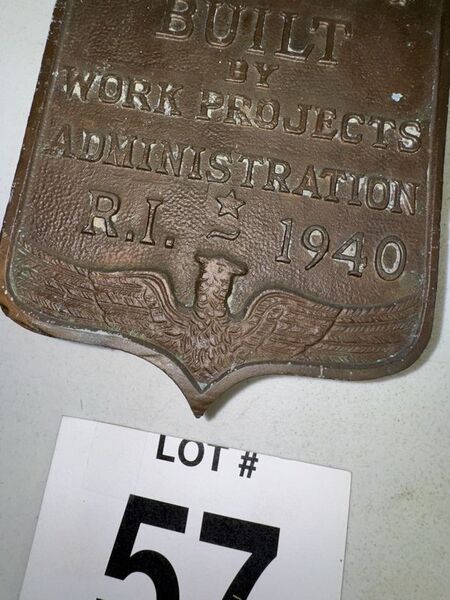 BUILT
BY
WORK PROJECTS
ADMINISTRATION
R.I. 1940
LOT #
57